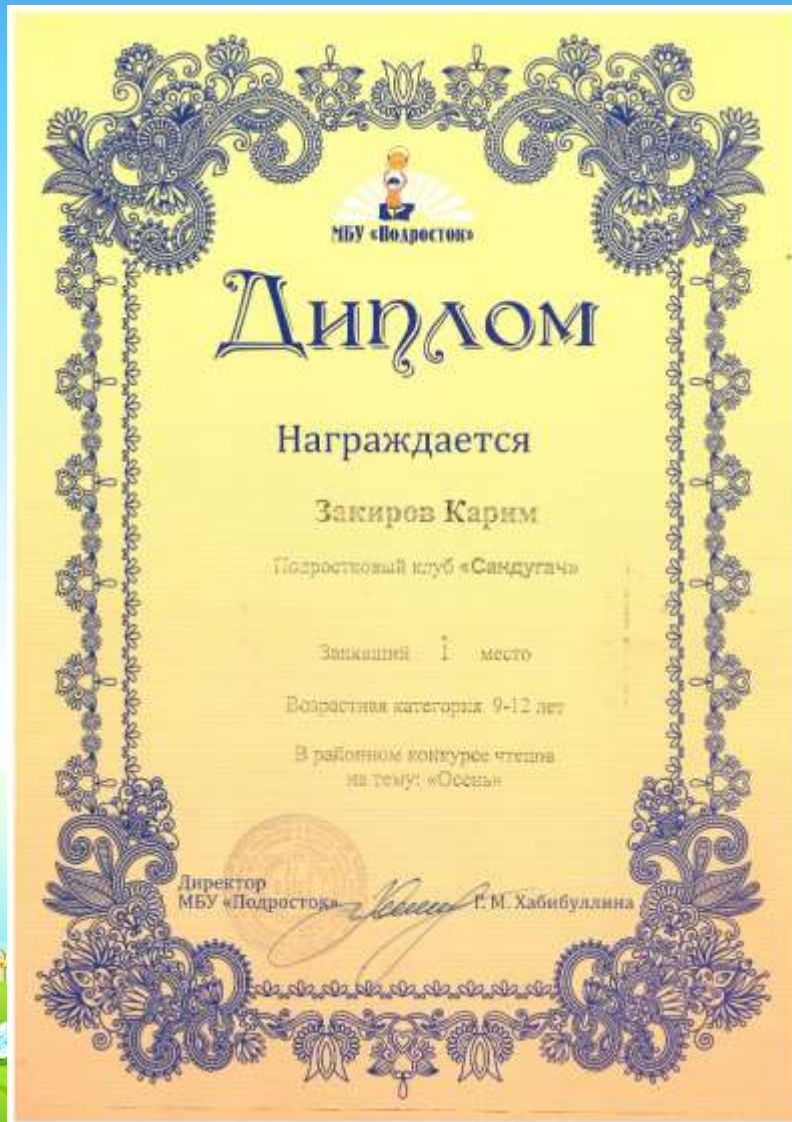 МБУ «Подросток»
Диплом
Награждается
Закиров Карим
Подростковый клуб «Сандугач»
Занявший I место
Возрастная категория 9-12 лет
В районном конкурсе чтецов
на тему: «Осень»
Директор
МБУ «Подросток» Г. М. Хабибуллина